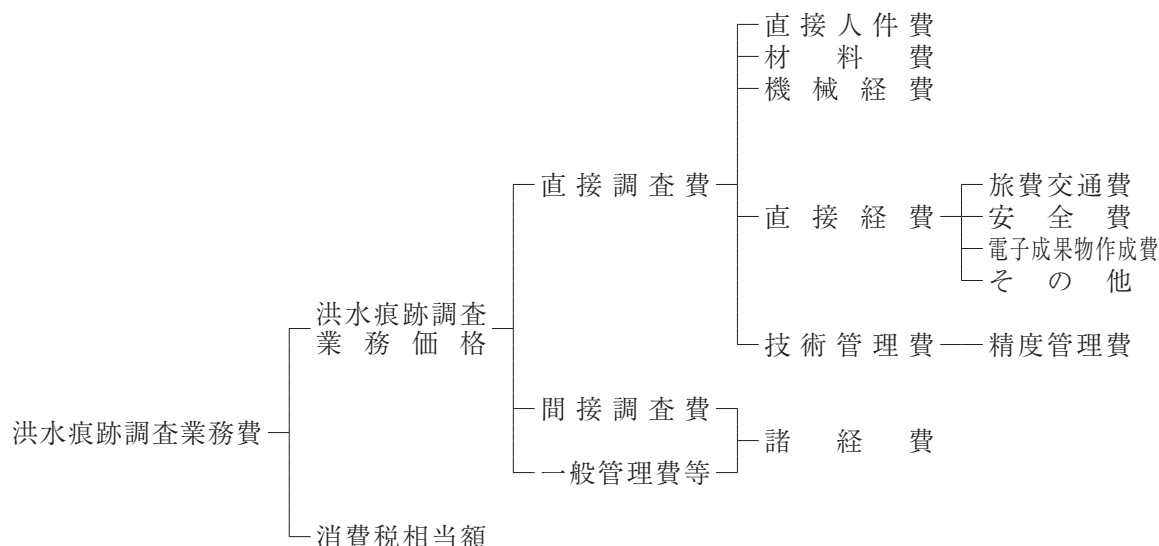 直接人件費
材料費
機械経費
直接調査費
直接経費
旅費交通費
安全費
電子成果物作成費
その他
洪水痕跡調査
業務価格
技術管理費
精度管理費
間接調査費
洪水痕跡調査業務費
諸経費
一般管理費等
消費税相当額